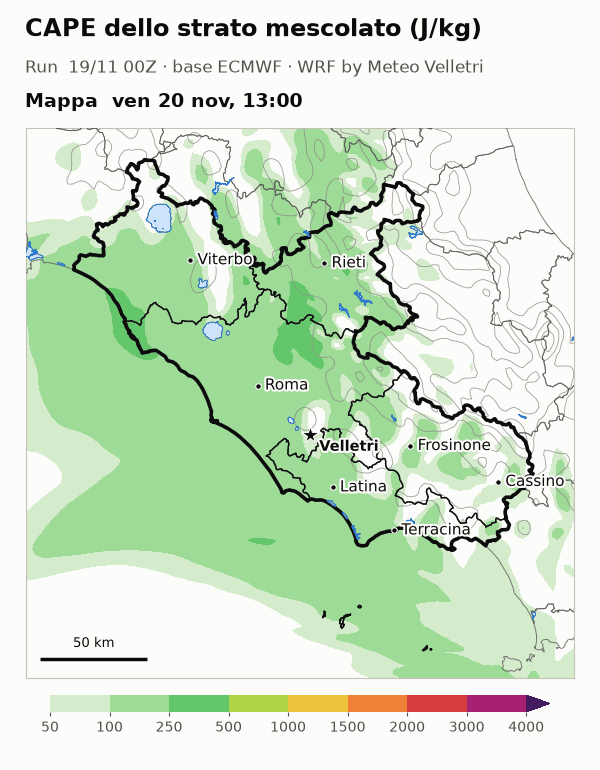 CAPE dello strato mescolato (J/kg)
Run  19/11 00Z · base ECMWF · WRF by Meteo Velletri
Mappa  ven 20 nov, 13:00
Viterbo
Rieti
Roma
Velletri
Frosinone
Cassino
Latina
Terracina
50 km
50 100 250 500 1000 1500 2000 3000 4000